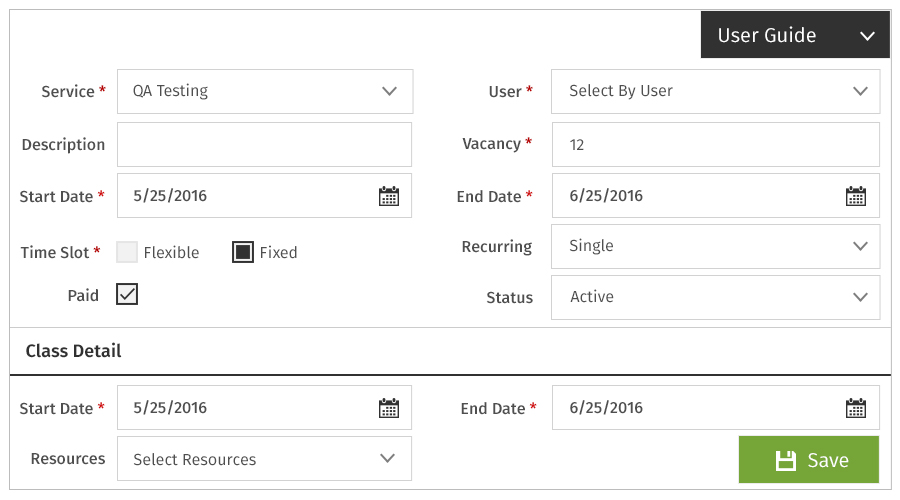 User Guide
Service * QA Testing User * Select By User
Description Vacancy * 12
Start Date * 5/25/2016 End Date * 6/25/2016
Time Slot * Flexible Fixed Recurring Single
Paid Status Active
Class Detail
Start Date * 5/25/2016 End Date * 6/25/2016
Resources Select Resources Save